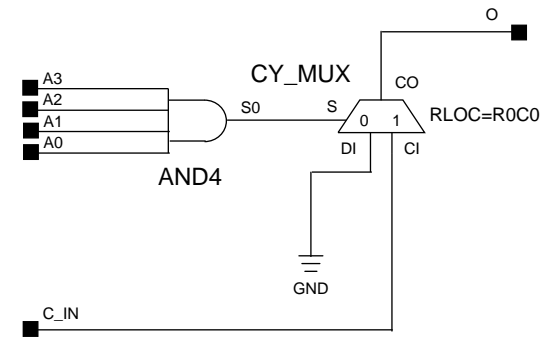 O
A3
CY_MUX
CO
A2
S0
S
RLOC=R0C0
A1
0
1
A0
DI
CI
AND4
GND
C_IN